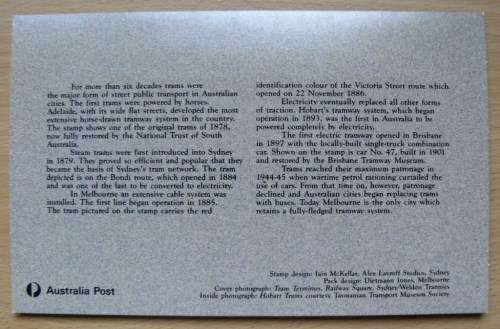 For more than six decades trams were
the major form of street public transport in Australian
cities. The first trams were powered by horses.
Adelaide, with its wide flat streets, developed the most
extensive horse-drawn tramway system in the country.
The stamp shows one of the original trams of 1878,
now fully restored by the National Trust of South
Australia.
Steam trams were first introduced into Sydney
in 1879. They proved so efficient and popular that they
became the basis of Sydney's tram network. The tram
depicted is on the Bondi route, which opened in 1884
and was one of the last to be converted to electricity.
In Melbourne an extensive cable system was
installed. The first line began operation in 1885.
The tram pictured on the stamp carries the red
identification colour of the Victoria Street route which
opened on 22 November 1886.
Electricity eventually replaced all other forms
of traction. Hobart's tramway system, which began
operation in 1893, was the first in Australia to be
powered completely by electricity.
The first electric tramway opened in Brisbane
in 1897 with the locally-built single-truck combination
car. Shown on the stamp is car No. 47, built in 1901
and restored by the Brisbane Tramway Museum.
Trams reached their maximum patronage in
1944-45 when wartime petrol rationing curtailed the
use of cars. From that time on, however, patronage
declined and Australian cities began replacing trams
with buses. Today Melbourne is the only city which
retains a fully-fledged tramway system.
Stamp design: Iain McKellar, Alex Lavroff Studios, Sydney
Pack design: Dietmann Jones, Melbourne
Cover photograph: Tram Terminus, Railway Square, Sydney/Weldon Trannies
Inside photograph: Hobart Trams courtesy Tasmanian Transport Museum Society
Australia Post